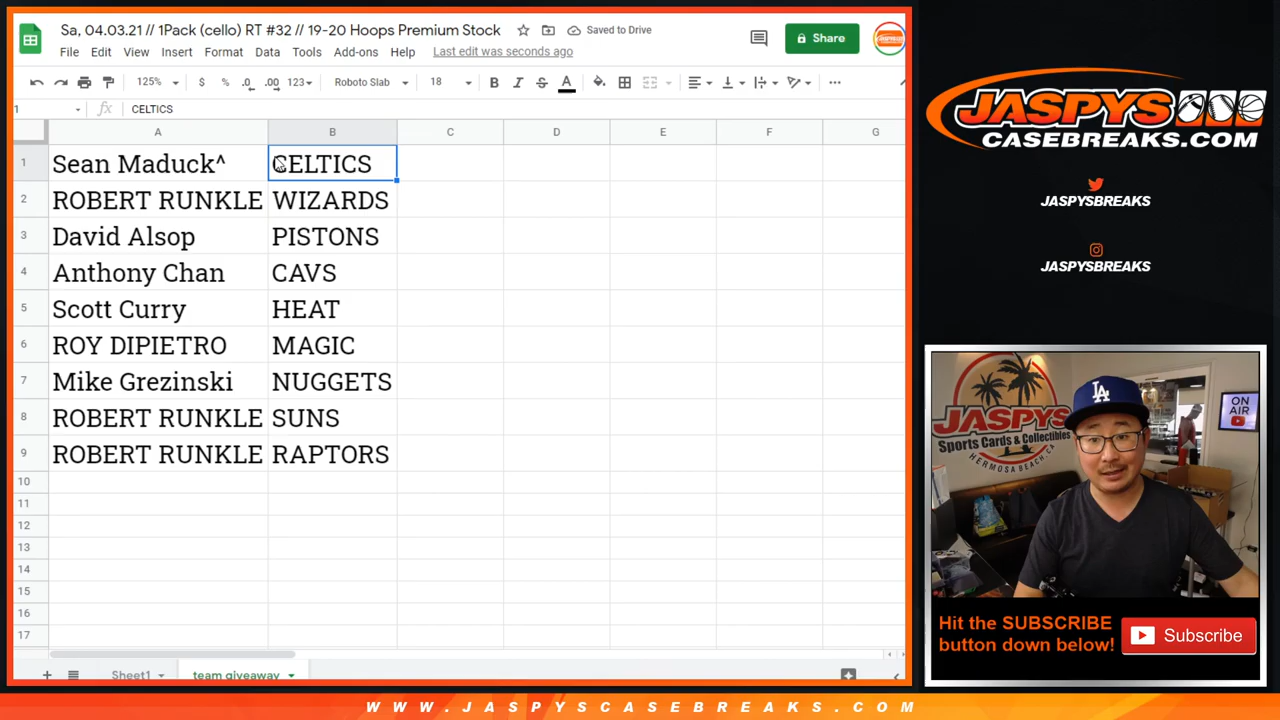 Sa, 04.03.21 // 1Pack (cello) RT #32 // 19-20 Hoops Premium Stock
Saved to Drive
File Edit View Insert Format Data Tools Add-ons Help Last edit was seconds ago
Share
125% $ % .0 .00 123 Roboto Slab 18 B I S A
1 fx CELTICS
A B C D E F G
1 Sean Maduck^ CELTICS
2 ROBERT RUNKLE WIZARDS
3 David Alsop PISTONS
4 Anthony Chan CAVS
5 Scott Curry HEAT
6 ROY DIPIETRO MAGIC
7 Mike Grezinski NUGGETS
8 ROBERT RUNKLE SUNS
9 ROBERT RUNKLE RAPTORS
10
11
12
13
14
15
16
17
Sheet1 team giveaway
JASPYS
CASEBREAKS.COM
JASPYSBREAKS
JASPYSBREAKS
JASPYS
Sports Cards & Collectibles
HERMOSA BEACH, CA
LA
ON
AIR
Hit the SUBSCRIBE
button down below!
Subscribe
WWW.JASPYSCASEBREAKS.COM